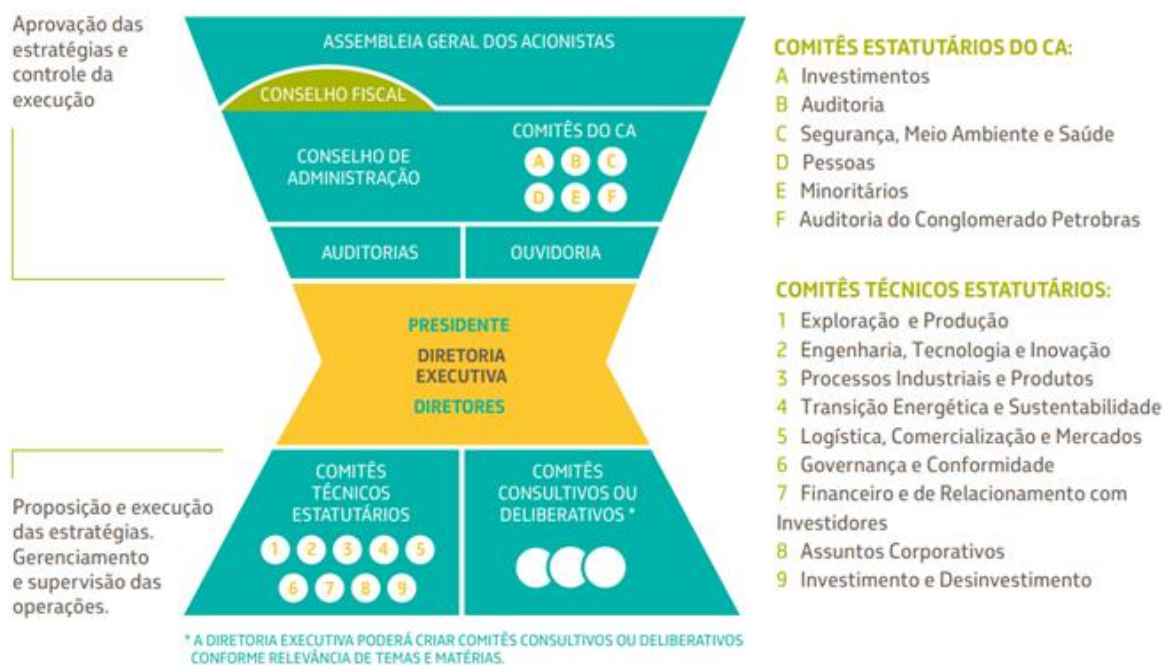 Aprovação das
estratégias e
controle da
execução
ASSEMBLEIA GERAL DOS ACIONISTAS
CONSELHO FISCAL
CONSELHO DE
ADMINISTRAÇÃO
COMITÊS DO CA
A B C
D E F
AUDITORIAS
OUVIDORIA
PRESIDENTE
DIRETORIA
EXECUTIVA
DIRETORES
Proposição e execução
das estratégias.
Gerenciamento
e supervisão das
operações.
COMITÊS
TÉCNICOS
ESTATUTÁRIOS
1 2 3 4 5
6 7 8 9
COMITÊS
CONSULTIVOS OU
DELIBERATIVOS *
* A DIRETORIA EXECUTIVA PODERÁ CRIAR COMITÊS CONSULTIVOS OU DELIBERATIVOS
CONFORME RELEVÂNCIA DE TEMAS E MATÉRIAS.
COMITÊS ESTATUTÁRIOS DO CA:
A Investimentos
B Auditoria
C Segurança, Meio Ambiente e Saúde
D Pessoas
E Minoritários
F Auditoria do Conglomerado Petrobras
COMITÊS TÉCNICOS ESTATUTÁRIOS:
1 Exploração e Produção
2 Engenharia, Tecnologia e Inovação
3 Processos Industriais e Produtos
4 Transição Energética e Sustentabilidade
5 Logística, Comercialização e Mercados
6 Governança e Conformidade
7 Financeiro e de Relacionamento com
Investidores
8 Assuntos Corporativos
9 Investimento e Desinvestimento